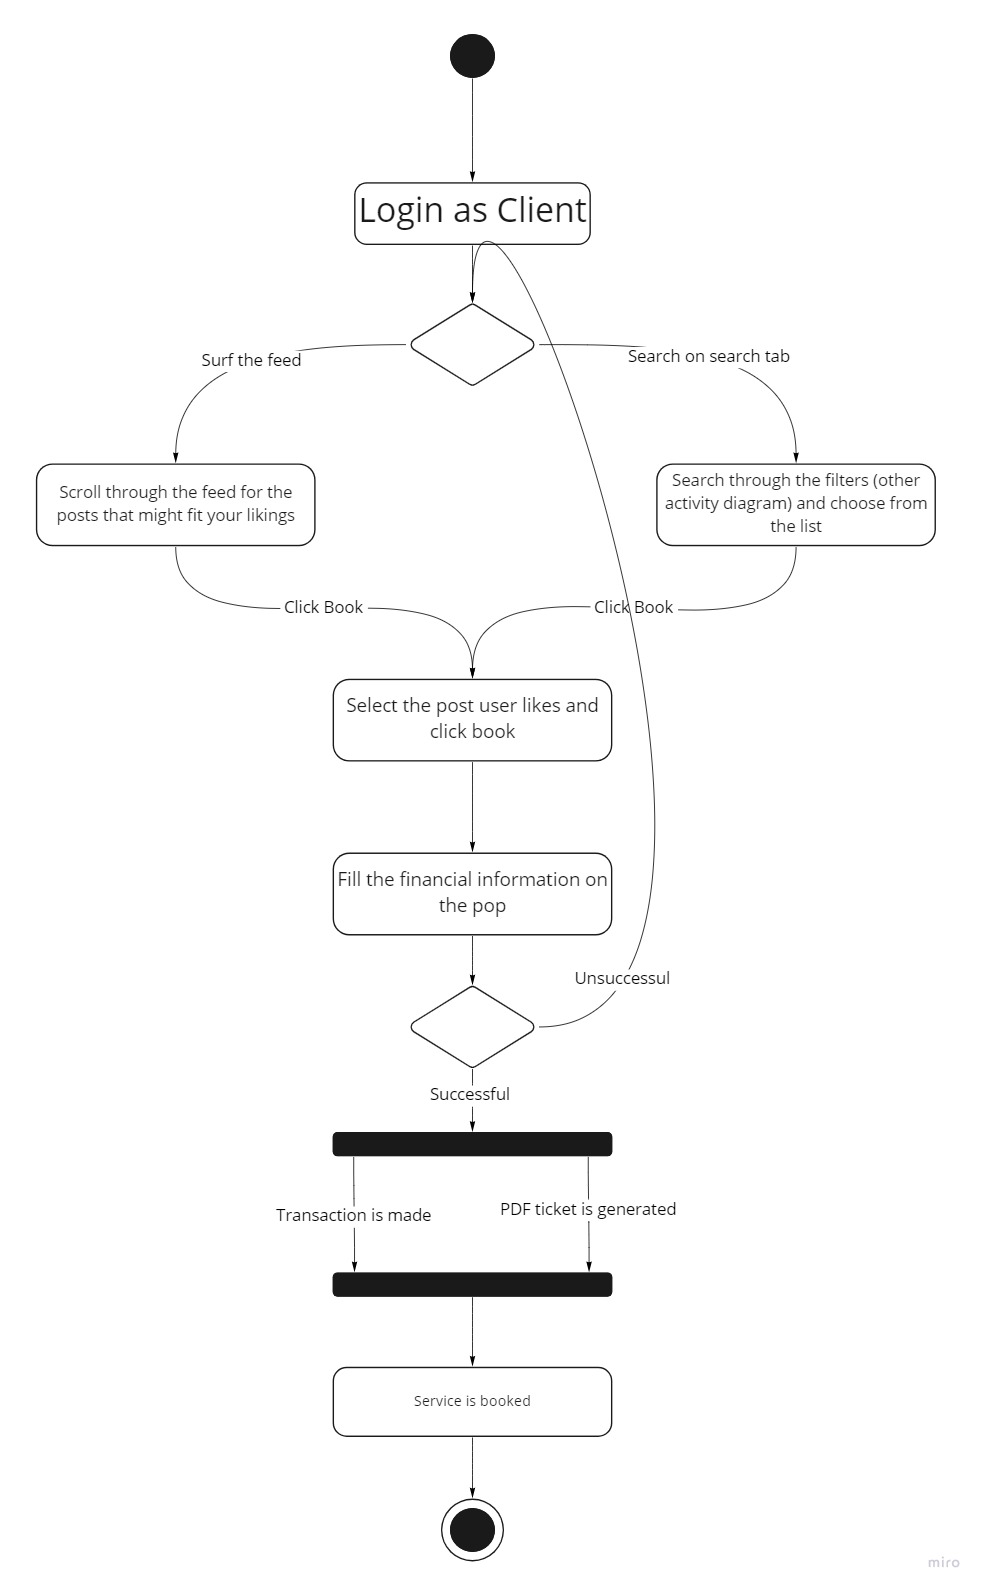 Login as Client
Surf the feed
Search on search tab
Scroll through the feed for the
posts that might fit your likings
Search through the filters (other
activity diagram) and choose from
the list
Click Book
Click Book
Select the post user likes and
click book
Fill the financial information on
the pop
Unsuccessul
Successful
Transaction is made
PDF ticket is generated
Service is booked
miro